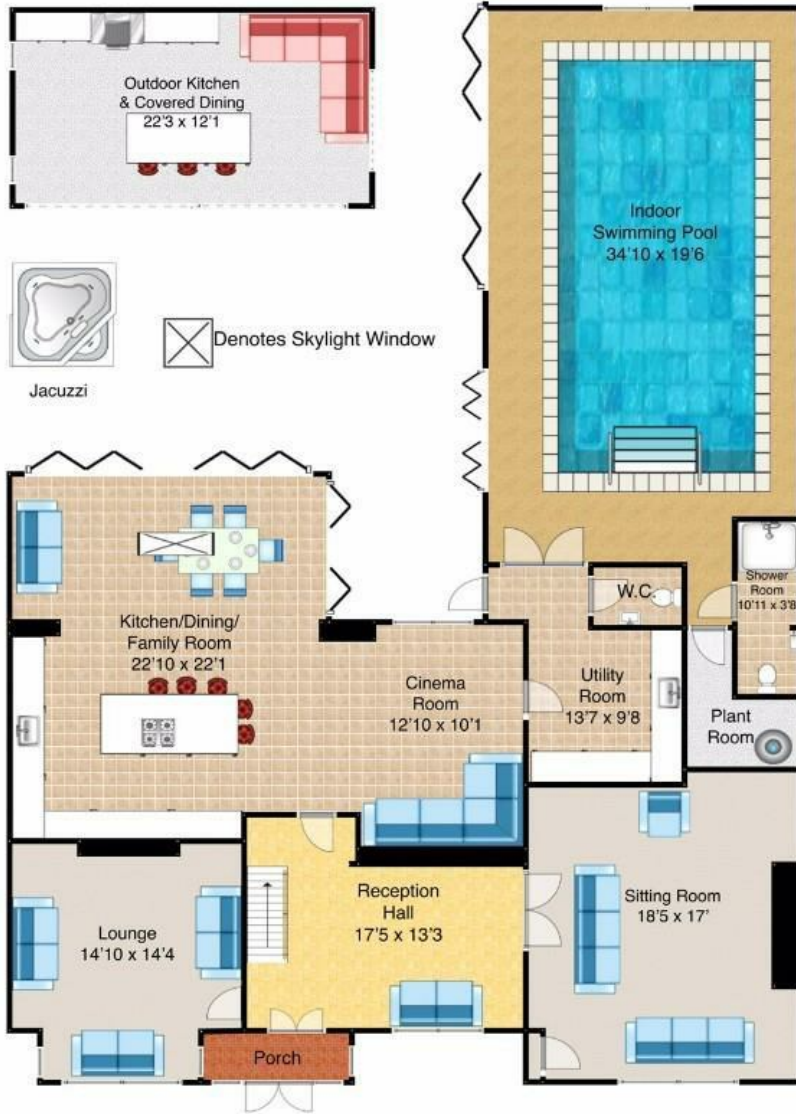 Outdoor Kitchen
& Covered Dining
22'3 x 12'1
Indoor
Swimming Pool
34'10 x 19'6
Denotes Skylight Window
Jacuzzi
Kitchen/Dining/
Family Room
22'10 x 22'1
Cinema
Room
12'10 x 10'1
W.C.
Shower
Room
10'11 x 3'8
Utility
Room
13'7 x 9'8
Plant
Room
Lounge
14'10 x 14'4
Reception
Hall
17'5 x 13'3
Sitting Room
18'5 x 17'
Porch